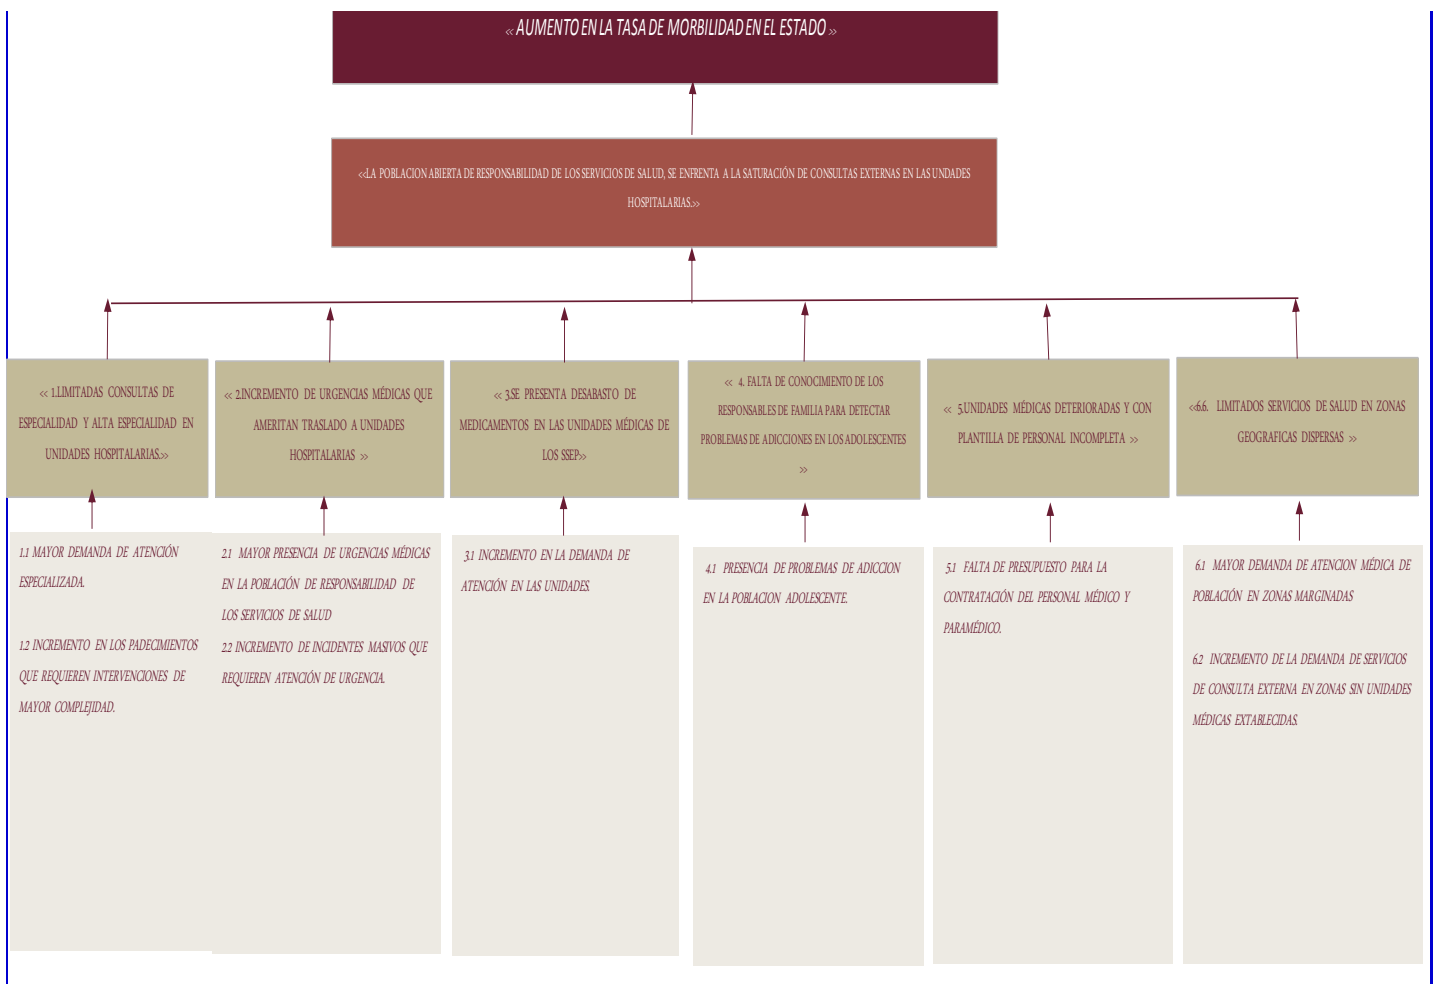 « AUMENTO EN LA TASA DE MORBILIDAD EN EL ESTADO »
«LA POBLACION ABIERTA DE RESPONSABILIDAD DE LOS SERVICIOS DE SALUD, SE ENFRENTA A LA SATURACIÓN DE CONSULTAS EXTERNAS EN LAS UNDADES
HOSPITALARIAS.»
« 1.LIMITADAS CONSULTAS DE
ESPECIALIDAD Y ALTA ESPECIALIDAD EN
UNIDADES HOSPITALARIAS.»
« 2.INCREMENTO DE URGENCIAS MÉDICAS QUE
AMERITAN TRASLADO A UNIDADES
HOSPITALARIAS »
« 3.SE PRESENTA DESABASTO DE
MEDICAMENTOS EN LAS UNIDADES MÉDICAS DE
LOS SSEP»
« 4. FALTA DE CONOCIMIENTO DE LOS
RESPONSABLES DE FAMILIA PARA DETECTAR
PROBLEMAS DE ADICCIONES EN LOS ADOLESCENTES
»
« 5.UNIDADES MÉDICAS DETERIORADAS Y CON
PLANTILLA DE PERSONAL INCOMPLETA »
«6.6. LIMITADOS SERVICIOS DE SALUD EN ZONAS
GEOGRAFICAS DISPERSAS »
1.1 MAYOR DEMANDA DE ATENCIÓN
ESPECIALIZADA.
1.2 INCREMENTO EN LOS PADECIMIENTOS
QUE REQUIEREN INTERVENCIONES DE
MAYOR COMPLEJIDAD.
2.1 MAYOR PRESENCIA DE URGENCIAS MÉDICAS
EN LA POBLACIÓN DE RESPONSABILIDAD DE
LOS SERVICIOS DE SALUD
2.2 INCREMENTO DE INCIDENTES MASIVOS QUE
REQUIEREN ATENCIÓN DE URGENCIA.
3.1 INCREMENTO EN LA DEMANDA DE
ATENCIÓN EN LAS UNIDADES.
4.1 PRESENCIA DE PROBLEMAS DE ADICCION
EN LA POBLACION ADOLESCENTE.
5.1 FALTA DE PRESUPUESTO PARA LA
CONTRATACIÓN DEL PERSONAL MÉDICO Y
PARAMÉDICO.
6.1 MAYOR DEMANDA DE ATENCION MÉDICA DE
POBLACIÓN EN ZONAS MARGINADAS
6.2 INCREMENTO DE LA DEMANDA DE SERVICIOS
DE CONSULTA EXTERNA EN ZONAS SIN UNIDADES
MÉDICAS EXTABLECIDAS.